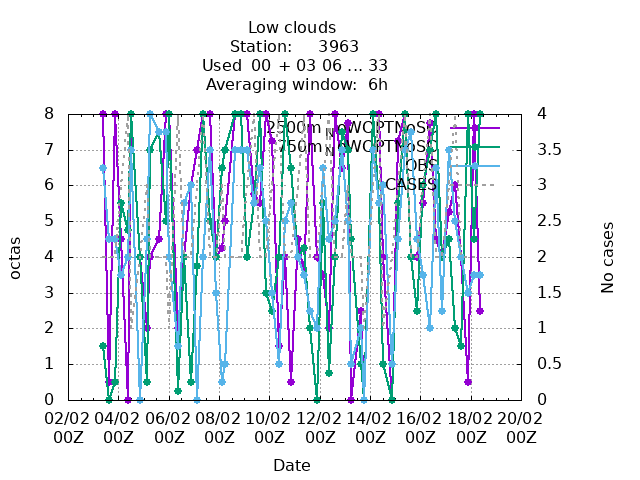 Low clouds
Station: 3963
Used 00 + 03 06 ... 33
Averaging window: 6h
2500m NoWCPTNoSC
750m NoWCPTNoSC
OBS
CASES
octas
No cases
8
7
6
5
4
3
2
1
0
4
3.5
3
2.5
2
1.5
1
0.5
0
02/02 04/02 06/02 08/02 10/02 12/02 14/02 16/02 18/02 20/02
00Z 00Z 00Z 00Z 00Z 00Z 00Z 00Z 00Z 00Z
Date